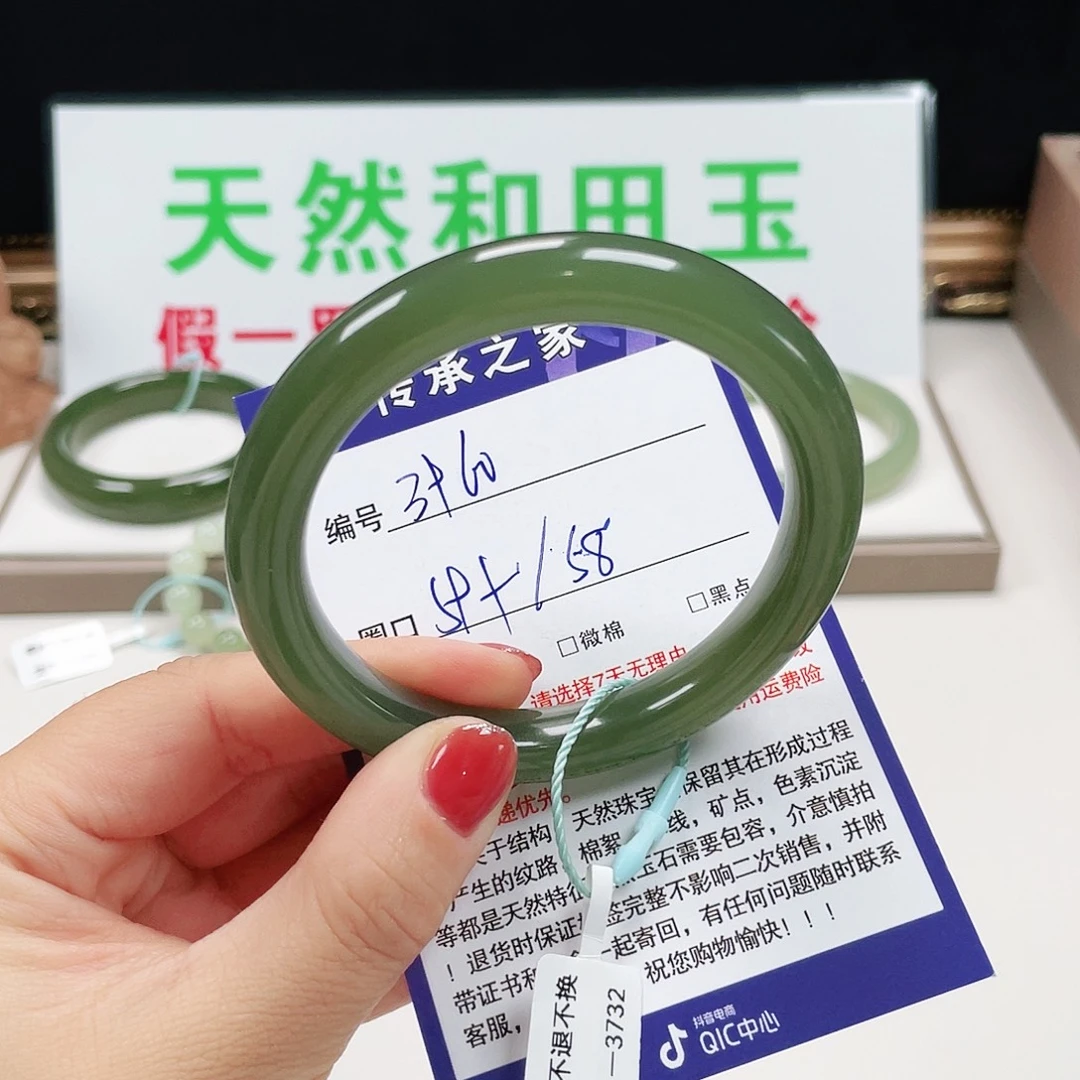 天然和田玉
假一
传承之家
编号
圈口 /58
□微棉 □黑点
请选择7天无理由
用运费险
递优先。
关于结构 天然珠宝 保留其在形成过程
产生的纹路 棉絮 线,矿点,色素沉淀
等都是天然特征 玉石需要包容,介意慎拍
!退货时保证 签完整不影响二次销售,并附
带证书和 一起寄回,有任何问题随时联系
客服, 祝您购物愉快!!!
不退不换
—3732
抖音电商
QIC中心